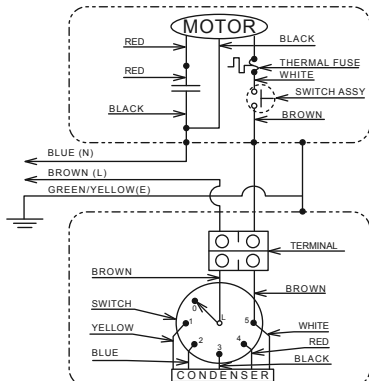 MOTOR
RED
BLACK
THERMAL FUSE
RED
WHITE
SWITCH ASSY
BLACK
BROWN
BLUE (N)
BROWN (L)
GREEN/YELLOW(E)
TERMINAL
BROWN
BROWN
SWITCH
0
L
1
5
WHITE
YELLOW
2
4
RED
BLUE
3
BLACK
CONDENSER